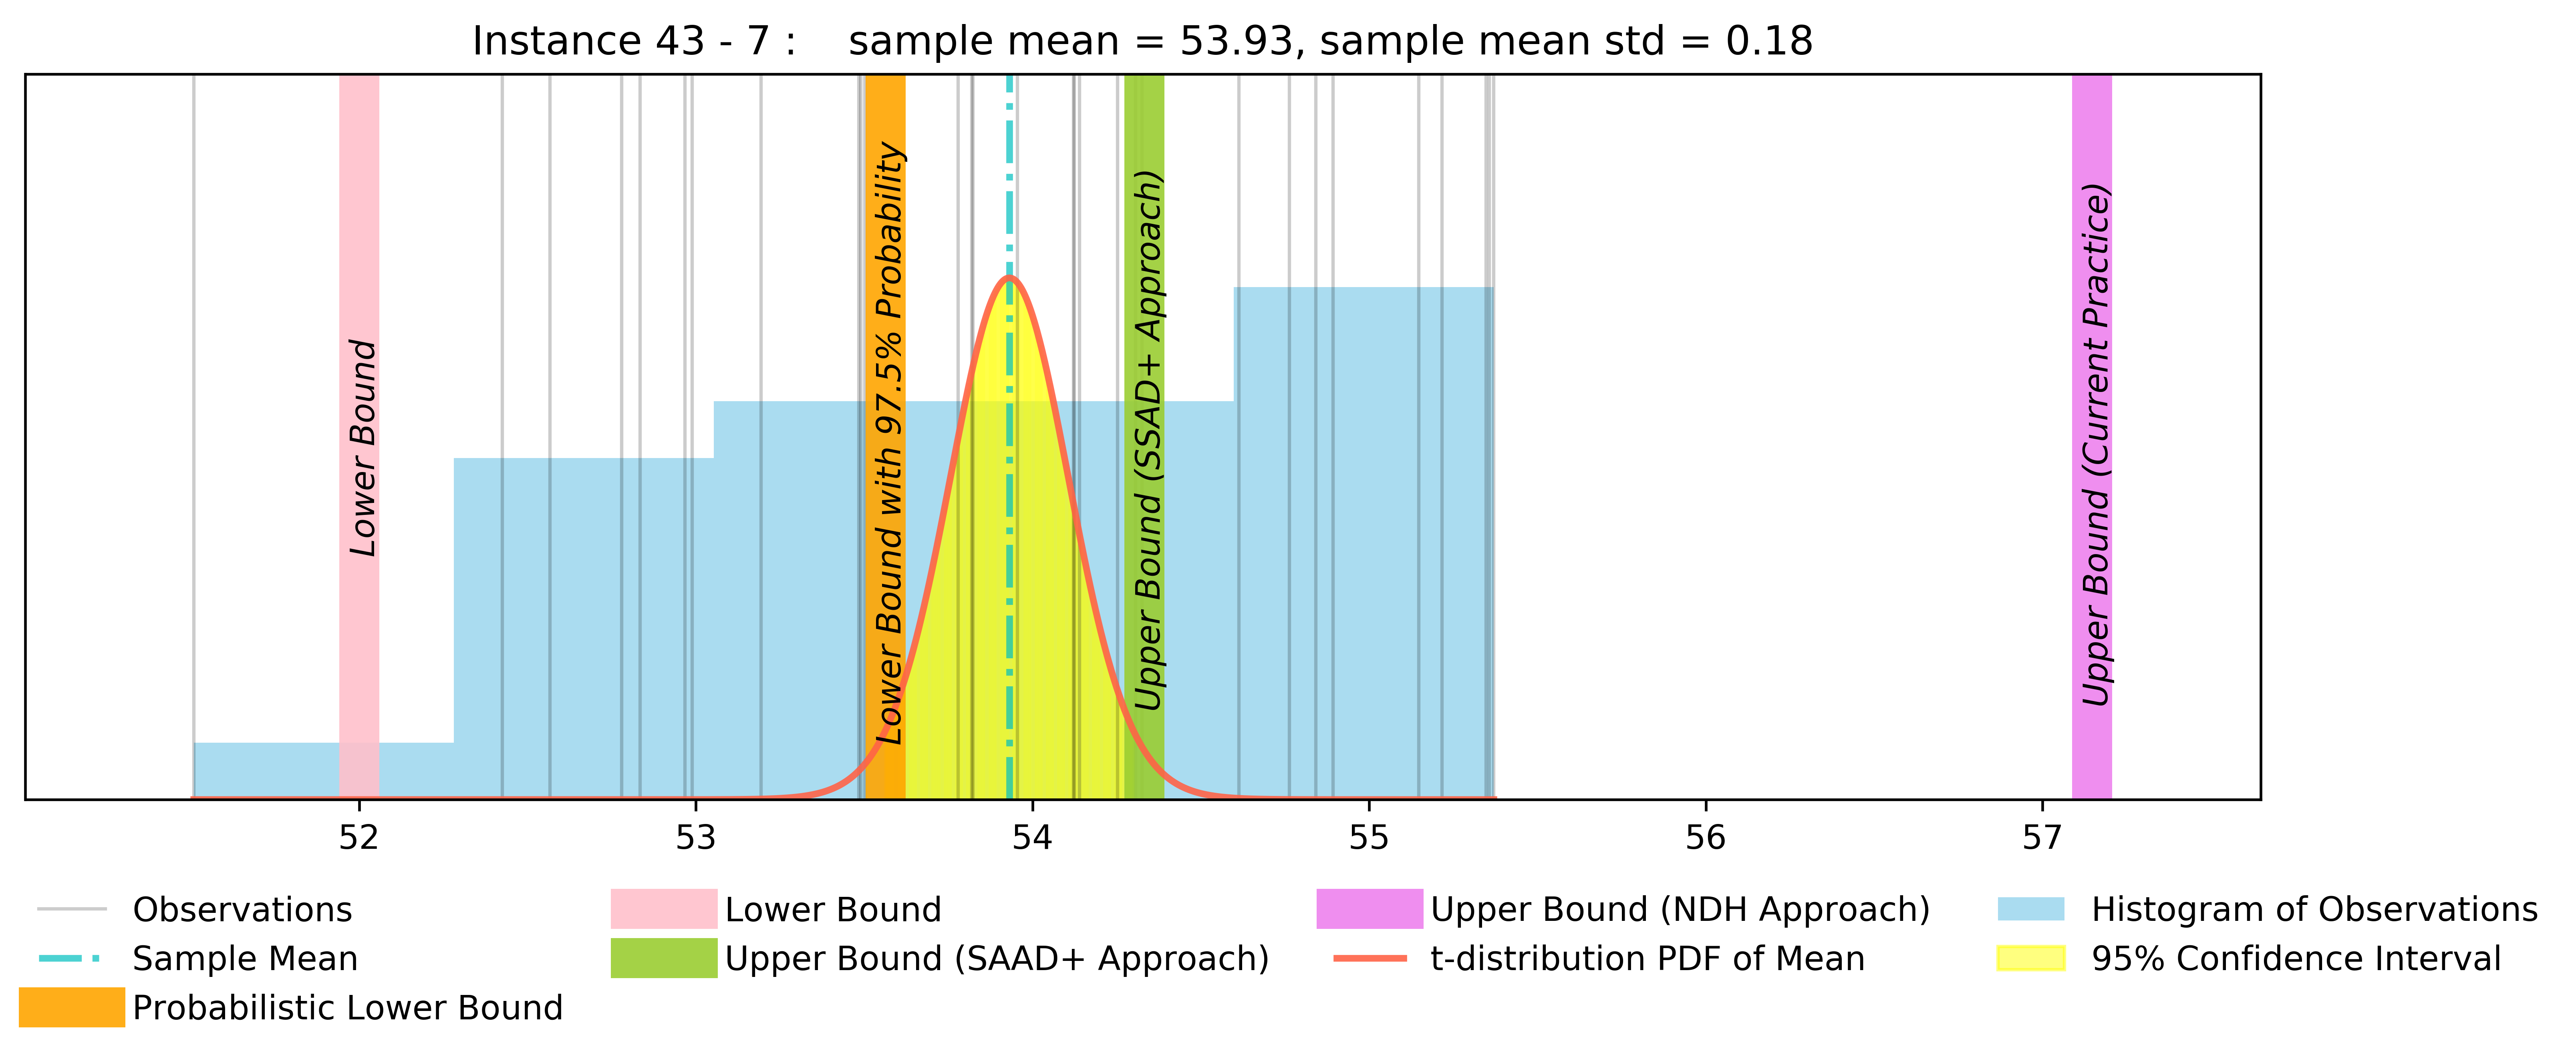 Instance 43 - 7 :    sample mean = 53.93, sample mean std = 0.18
Lower Bound
Lower Bound with 97.5% Probability
Upper Bound (SSAD+ Approach)
Upper Bound (Current Practice)
52 53 54 55 56 57
Observations Lower Bound Upper Bound (NDH Approach) Histogram of Observations
Sample Mean Upper Bound (SAAD+ Approach) t-distribution PDF of Mean 95% Confidence Interval
Probabilistic Lower Bound